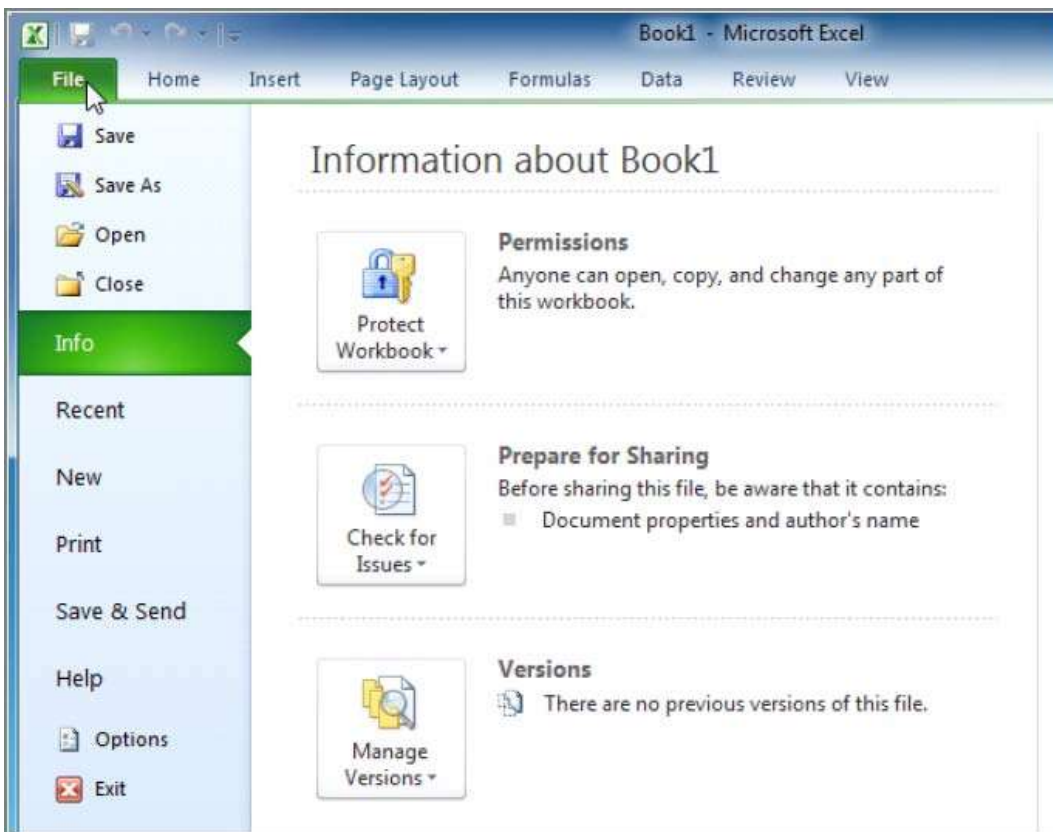 Book1 - Microsoft Excel
File Home Insert Page Layout Formulas Data Review View
Save
Save As
Open
Close
Info
Recent
New
Print
Save & Send
Help
Options
Exit
Information about Book1
Protect
Workbook
Permissions
Anyone can open, copy, and change any part of
this workbook.
Check for
Issues
Prepare for Sharing
Before sharing this file, be aware that it contains:
Document properties and author's name
Manage
Versions
Versions
There are no previous versions of this file.